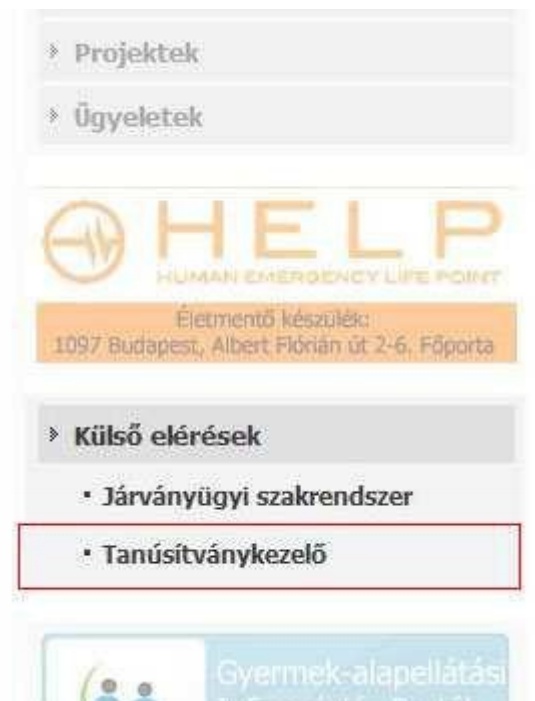 Projektek
Ügyeletek
HELP
HUMAN EMERGENCY LIFE POINT
Életmentő készülék:
1097 Budapest, Albert Flórián út 2-6. Főporta
Külső elérések
Járványügyi szakrendszer
Tanúsítványkezelő
Gyermek-alapellátási